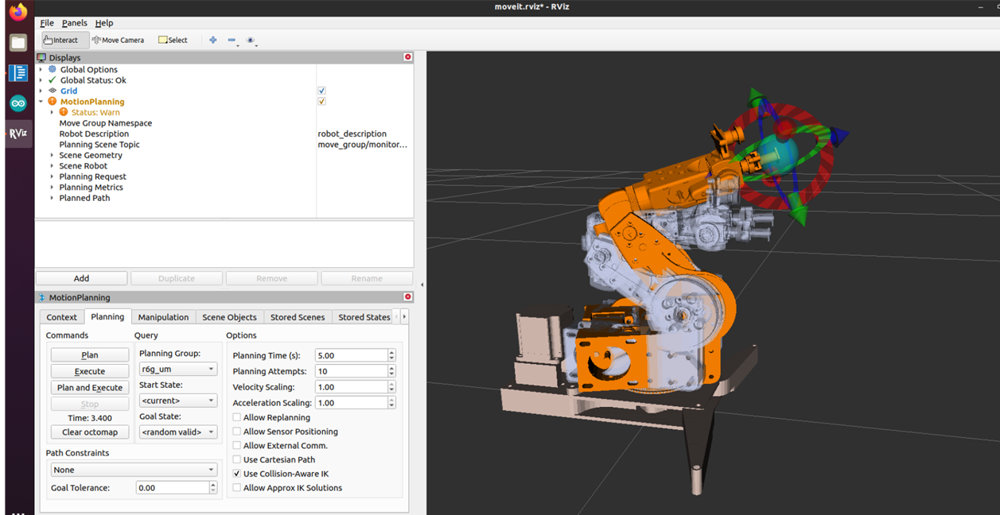 moveit.rviz* - RViz
File Panels Help
Interact Move Camera Select
Displays
Global Options
Global Status: Ok
Grid
MotionPlanning
Status: Warn
Move Group Namespace
Robot Description robot_description
Planning Scene Topic move_group/monitor...
Scene Geometry
Scene Robot
Planning Request
Planning Metrics
Planned Path
Add Duplicate Remove Rename
MotionPlanning
Context Planning Manipulation Scene Objects Stored Scenes Stored States
Commands Query Options
Plan
Execute
Plan and Execute
Stop
Time: 3.400
Clear octomap
Planning Group:
r6g_um
Start State:
<current>
Goal State:
<random valid>
Planning Time (s): 5.00
Planning Attempts: 10
Velocity Scaling: 1.00
Acceleration Scaling: 1.00
Allow Replanning
Allow Sensor Positioning
Allow External Comm.
Use Cartesian Path
Use Collision-Aware IK
Allow Approx IK Solutions
Path Constraints
None
Goal Tolerance: 0.00
RViz